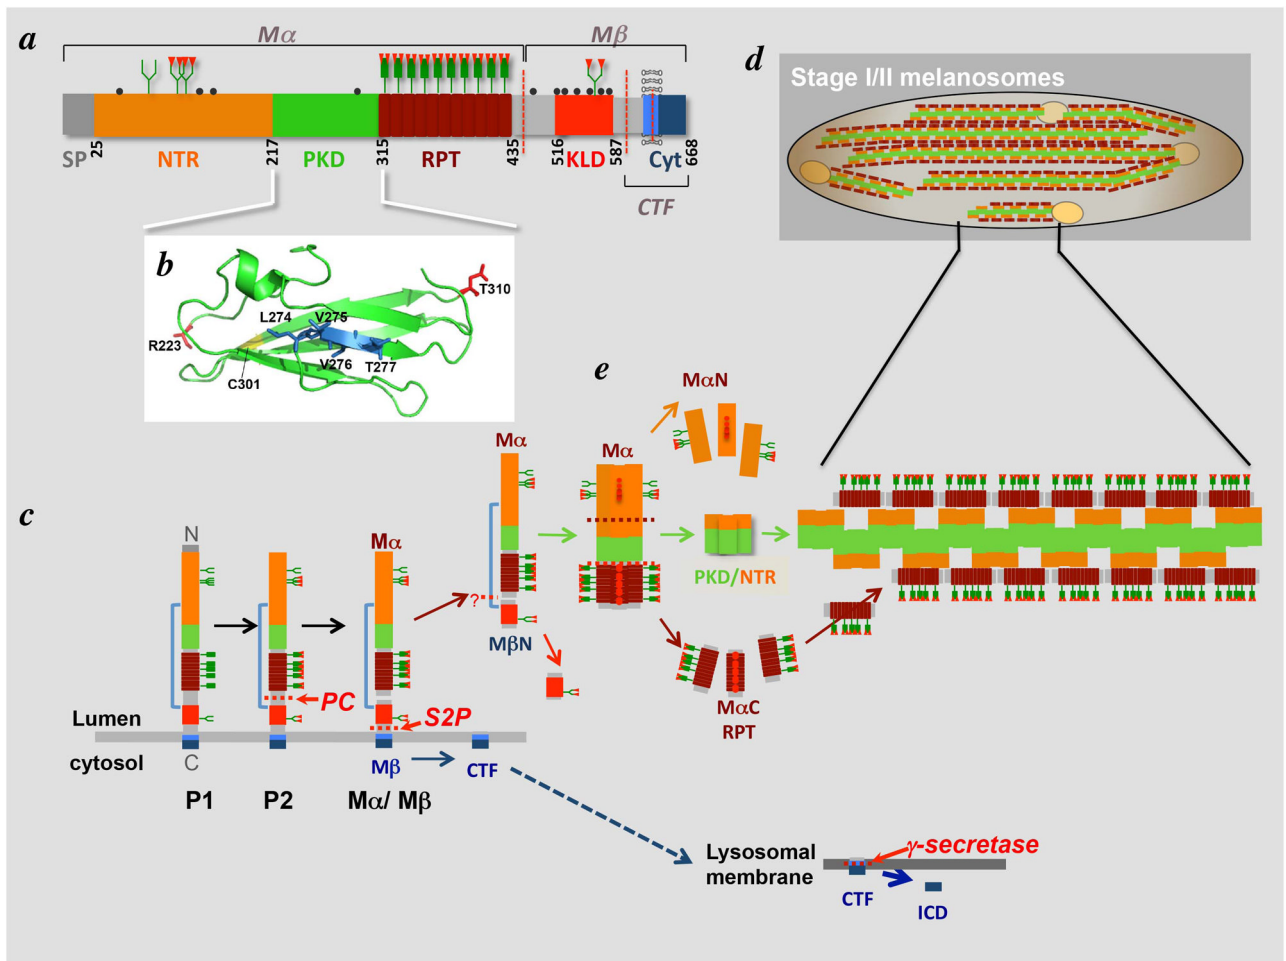 a
Mα
Mβ
SP
25
NTR
217
PKD
315
RPT
435
516
KLD
587
Cyt
668
CTF
b
L274
V275
T310
R223
V276
T277
C301
d
Stage I/II melanosomes
e
MαN
Mα
PKD/NTR
MαC
RPT
c
N
Mα
Mα
?
MβN
PC
S2P
Lumen
cytosol
C
Mβ
CTF
P1
P2
Mα/ Mβ
Lysosomal
membrane
γ-secretase
CTF
ICD